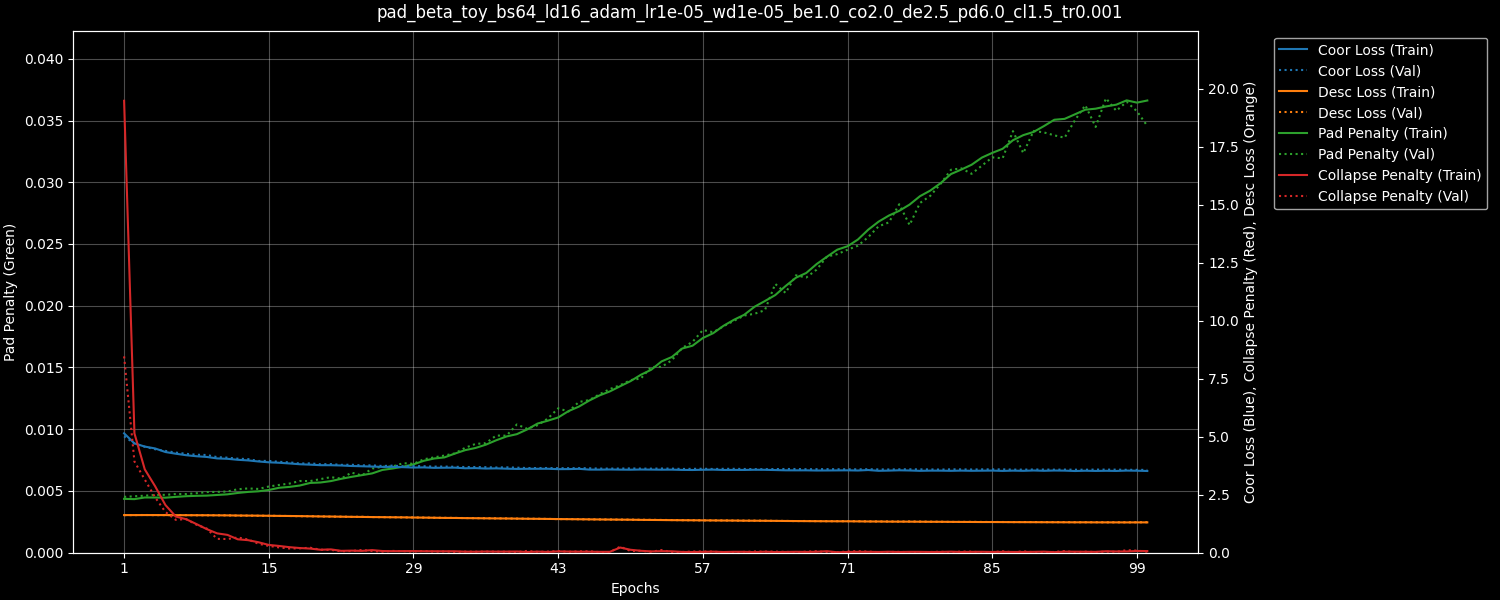 pad_beta_toy_bs64_ld16_adam_lr1e-05_wd1e-05_be1.0_co2.0_de2.5_pd6.0_cl1.5_tr0.001
Pad Penalty (Green)
0.040
0.035
0.030
0.025
0.020
0.015
0.010
0.005
0.000
1
15
29
43
57
71
85
99
Epochs
20.0
17.5
15.0
12.5
10.0
7.5
5.0
2.5
0.0
Coor Loss (Blue), Collapse Penalty (Red), Desc Loss (Orange)
Coor Loss (Train)
Coor Loss (Val)
Desc Loss (Train)
Desc Loss (Val)
Pad Penalty (Train)
Pad Penalty (Val)
Collapse Penalty (Train)
Collapse Penalty (Val)